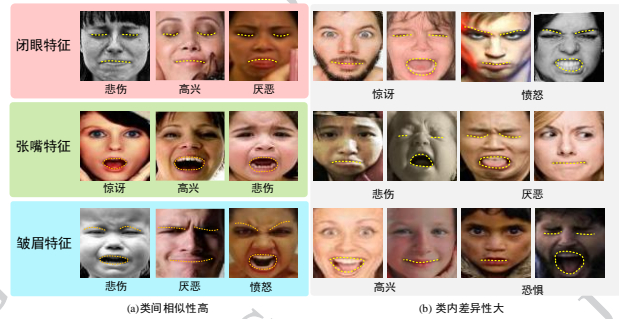 闭眼特征
悲伤 高兴 厌恶
惊讶 愤怒
张嘴特征
惊讶 高兴 悲伤
悲伤 厌恶
皱眉特征
悲伤 厌恶 愤怒
高兴 恐惧
(a)类间相似性高
(b) 类内差异性大